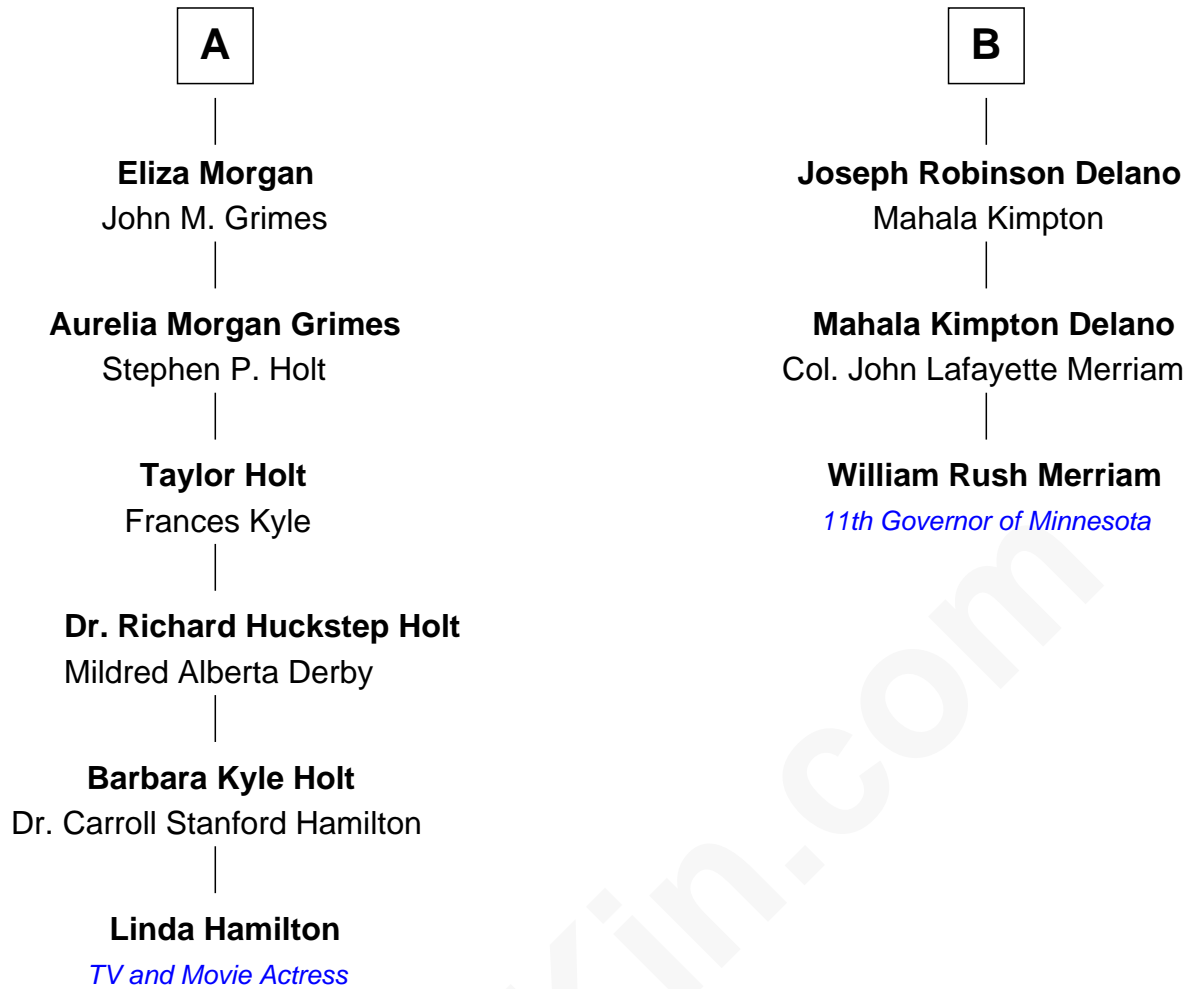 A
Eliza Morgan
John M. Grimes
Aurelia Morgan Grimes
Stephen P. Holt
Taylor Holt
Frances Kyle
Dr. Richard Huckstep Holt
Mildred Alberta Derby
Barbara Kyle Holt
Dr. Carroll Stanford Hamilton
Linda Hamilton
TV and Movie Actress
B
Joseph Robinson Delano
Mahala Kimpton
Mahala Kimpton Delano
Col. John Lafayette Merriam
William Rush Merriam
11th Governor of Minnesota
Kin.com